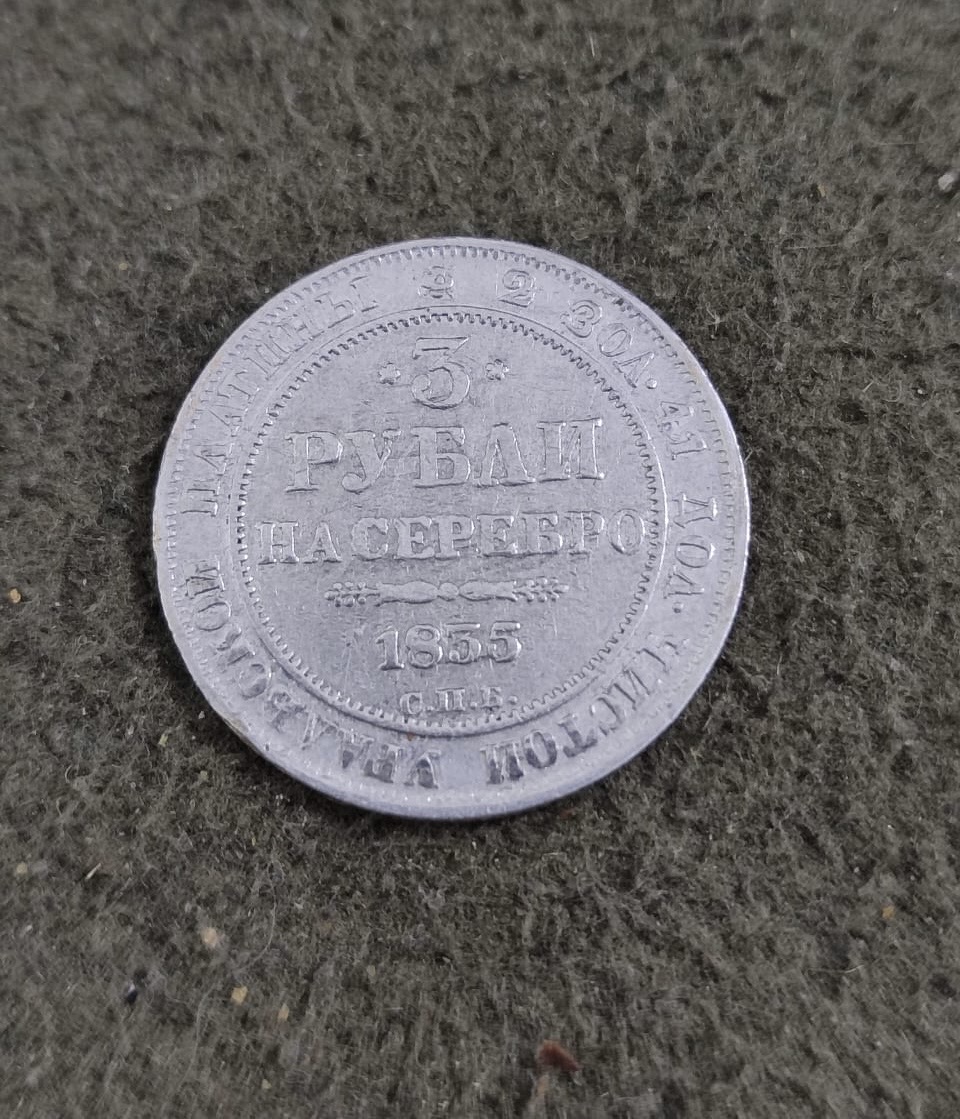 * 2 ЗОЛ. 41 ДОЛ. ЧИСТОЙ УРАЛЬСКОЙ ПЛАТИНЫ
* 3 *
РУБЛИ
НА СЕРЕБРО
1835
С.П.Б.